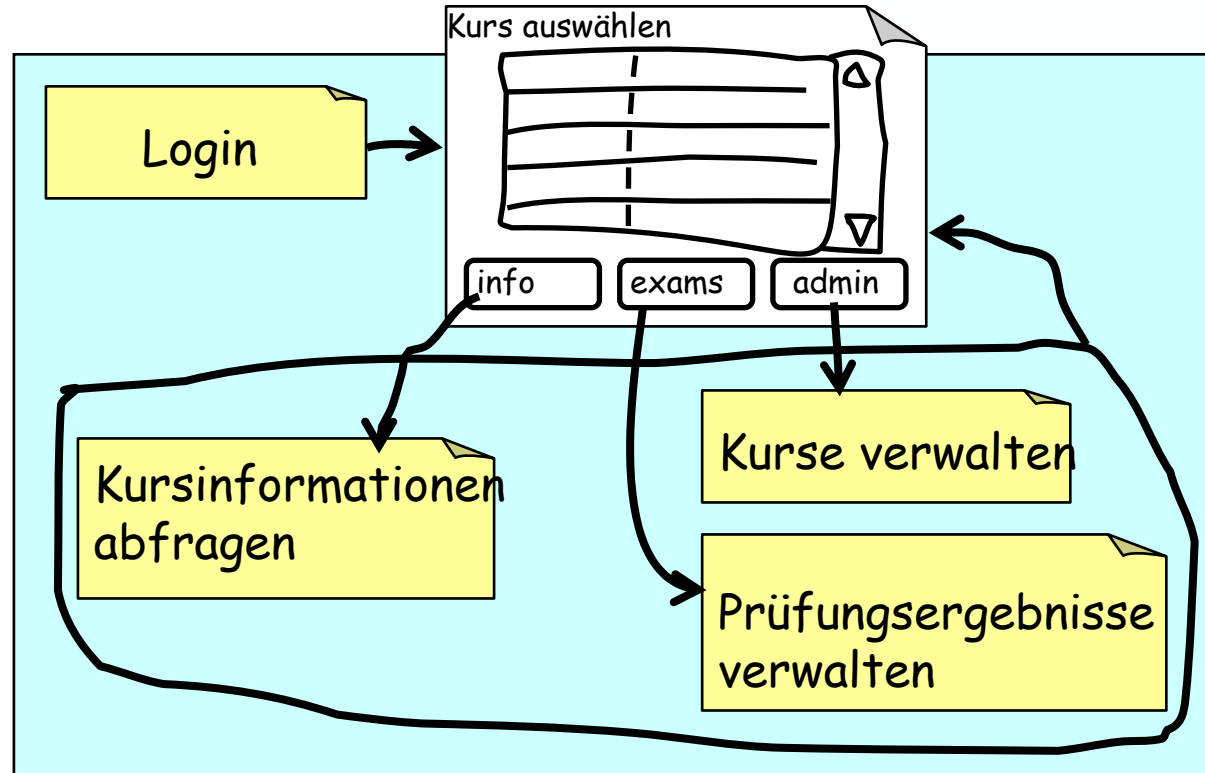 Kurs auswählen
Login
info
exams
admin
Kursinformationen
abfragen
Kurse verwalten
Prüfungsergebnisse
verwalten